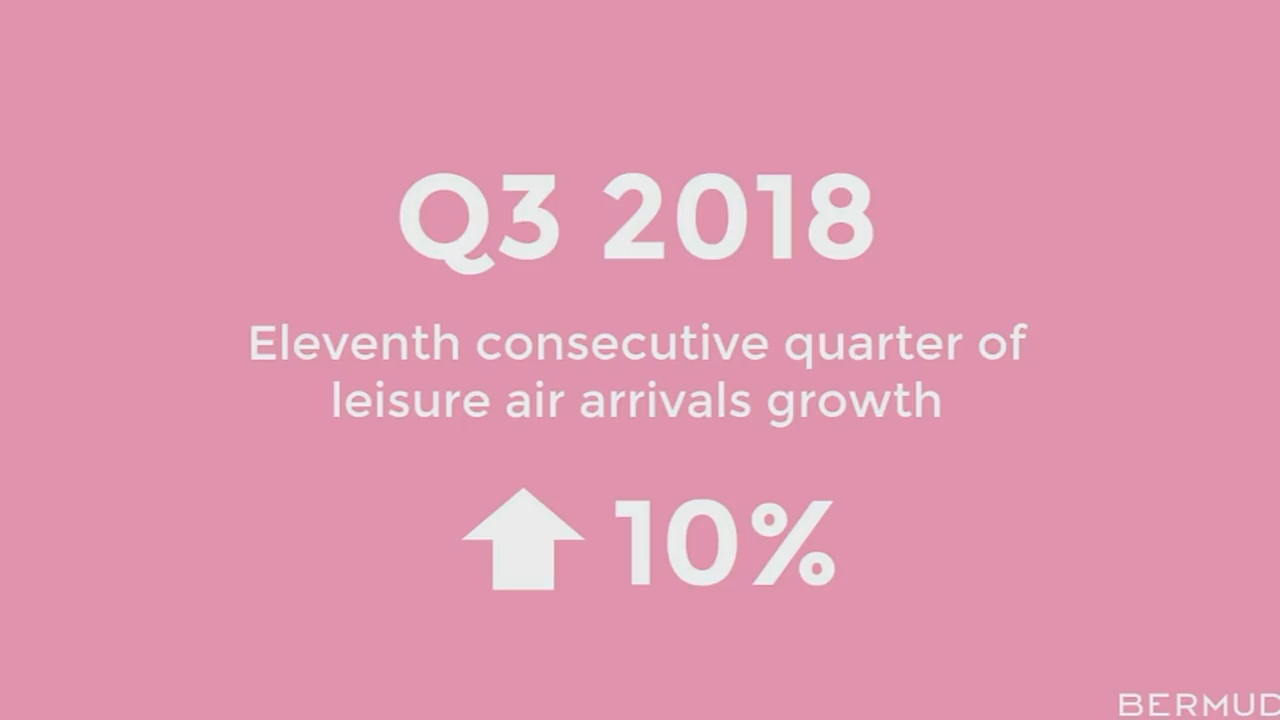 Q3 2018
Eleventh consecutive quarter of
leisure air arrivals growth
10%
BERMUD